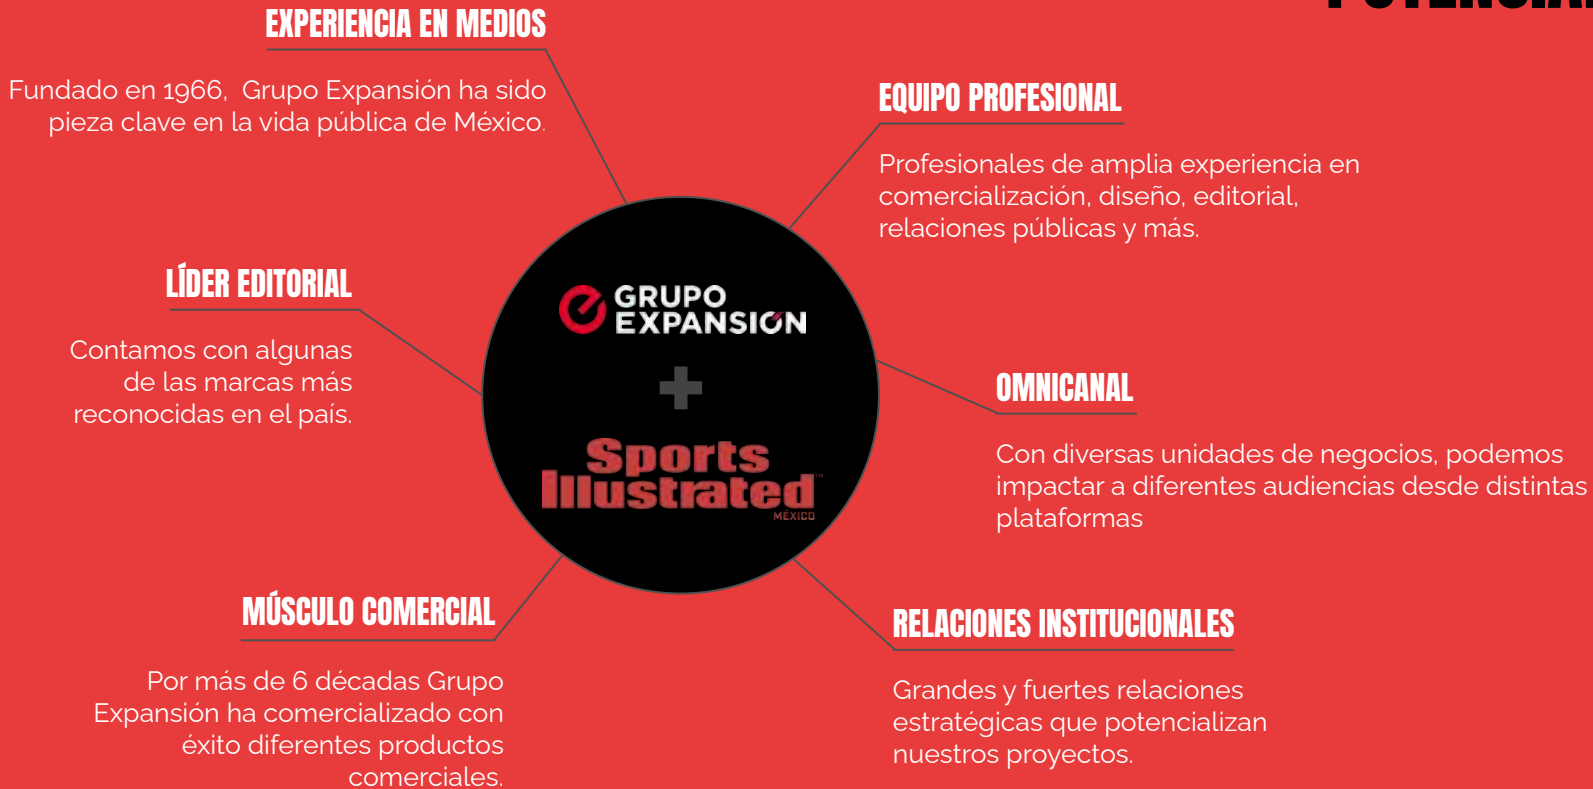 EXPERIENCIA EN MEDIOS
Fundado en 1966, Grupo Expansión ha sido
pieza clave en la vida pública de México.
EQUIPO PROFESIONAL
Profesionales de amplia experiencia en
comercialización, diseño, editorial,
relaciones públicas y más.
LÍDER EDITORIAL
Contamos con algunas
de las marcas más
reconocidas en el país.
GRUPO
EXPANSIÓN
+
Sports
Illustrated™
MÉXICO
OMNICANAL
Con diversas unidades de negocios, podemos
impactar a diferentes audiencias desde distintas
plataformas
MÚSCULO COMERCIAL
Por más de 6 décadas Grupo
Expansión ha comercializado con
éxito diferentes productos
comerciales.
RELACIONES INSTITUCIONALES
Grandes y fuertes relaciones
estratégicas que potencializan
nuestros proyectos.